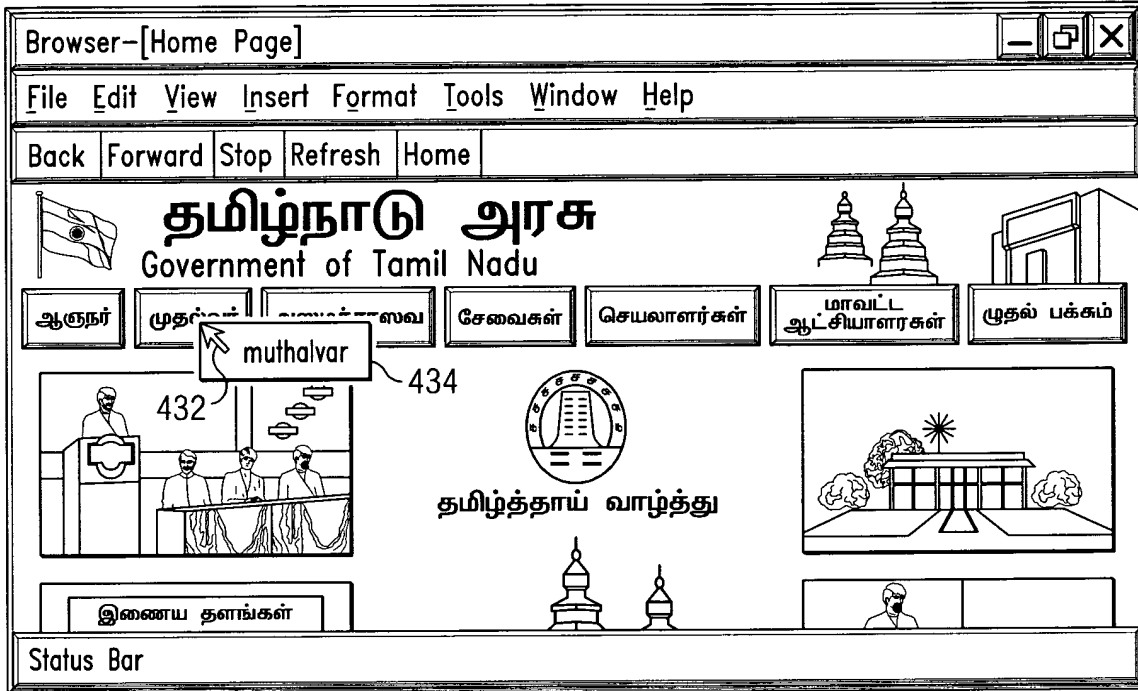 Browser-[Home Page]
File Edit View Insert Format Tools Window Help
Back Forward Stop Refresh Home
தமிழ்நாடு அரசு
Government of Tamil Nadu
ஆளுநர்
சேவைகள்
செயலாளர்கள்
மாவட்ட
ஆட்சியாளரகள்
முதல் பக்கம்
muthalvar
432
434
தமிழ்த்தாய் வாழ்த்து
இணைய தளங்கள்
Status Bar